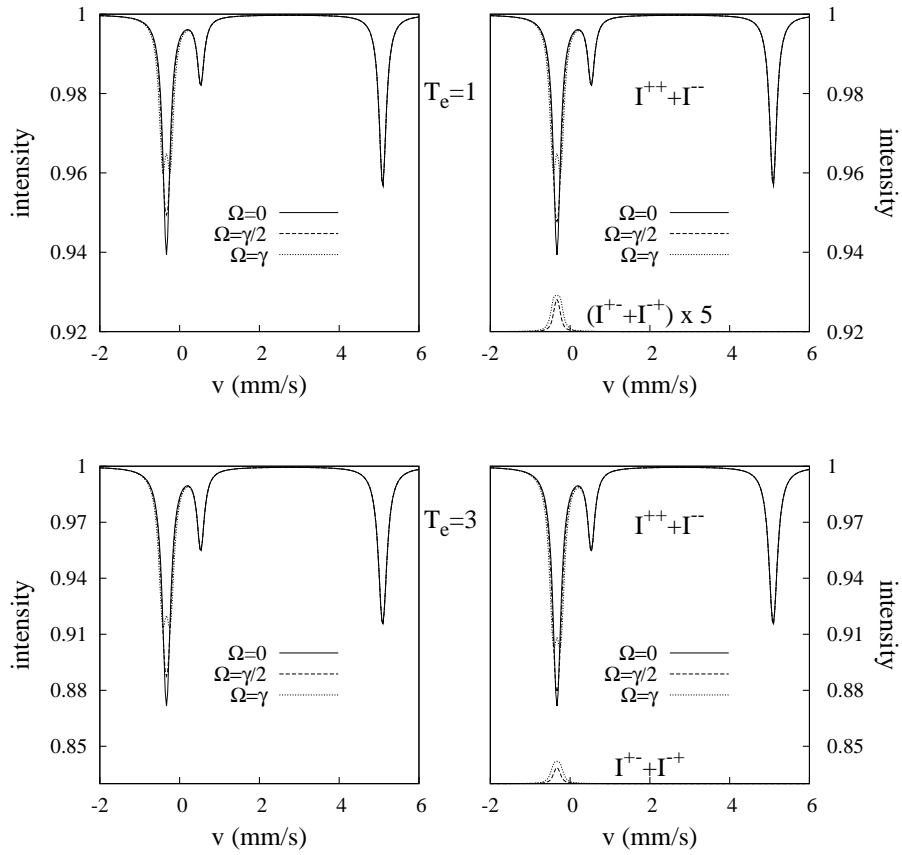 1
0.98
0.96
0.94
0.92
intensity
-2 0 2 4 6
v (mm/s)
Ω=0
Ω=γ/2
Ω=γ
T_e=1
1
0.98
0.96
0.94
0.92
intensity
-2 0 2 4 6
v (mm/s)
I^{++}+I^{--}
Ω=0
Ω=γ/2
Ω=γ
(I^{+-}+I^{-+}) x 5
1
0.97
0.94
0.91
0.88
0.85
intensity
-2 0 2 4 6
v (mm/s)
Ω=0
Ω=γ/2
Ω=γ
T_e=3
1
0.97
0.94
0.91
0.88
0.85
intensity
-2 0 2 4 6
v (mm/s)
I^{++}+I^{--}
Ω=0
Ω=γ/2
Ω=γ
I^{+-}+I^{-+}